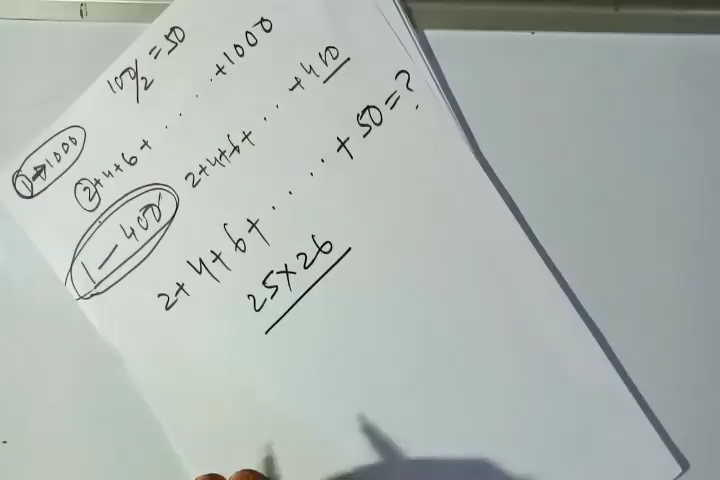 100/2 = 50
1→1000
2+4+6+.....+1000
1 — 400
2+4+6+..+410
2+4+6+.....+50=?
25×26